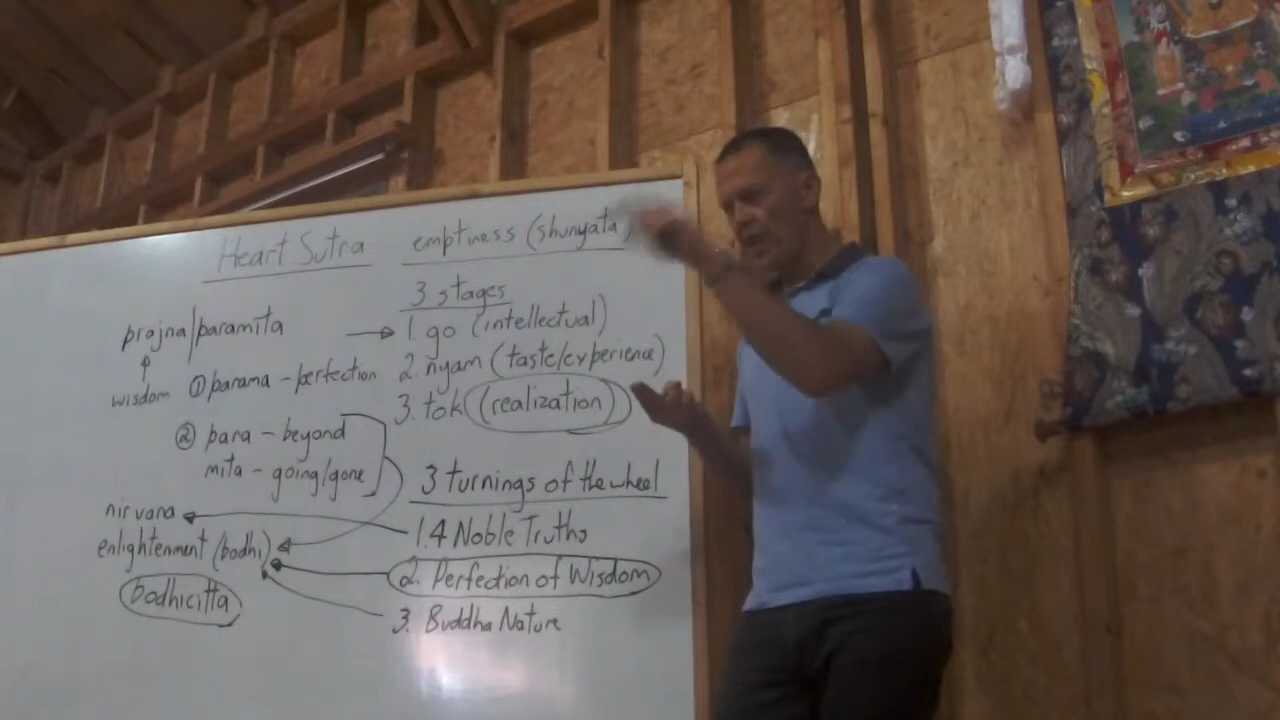 Heart Sutra
prajna/paramita
wisdom
① parama - perfection
② para - beyond
mita - going/gone
nirvana
enlightenment (bodhi)
bodhicitta
emptiness (shunyata)
3 stages
1. go (intellectual)
2. nyam (taste/experience)
3. tok (realization)
3 turnings of the wheel
1. 4 Noble Truths
2. Perfection of Wisdom
3. Buddha Nature